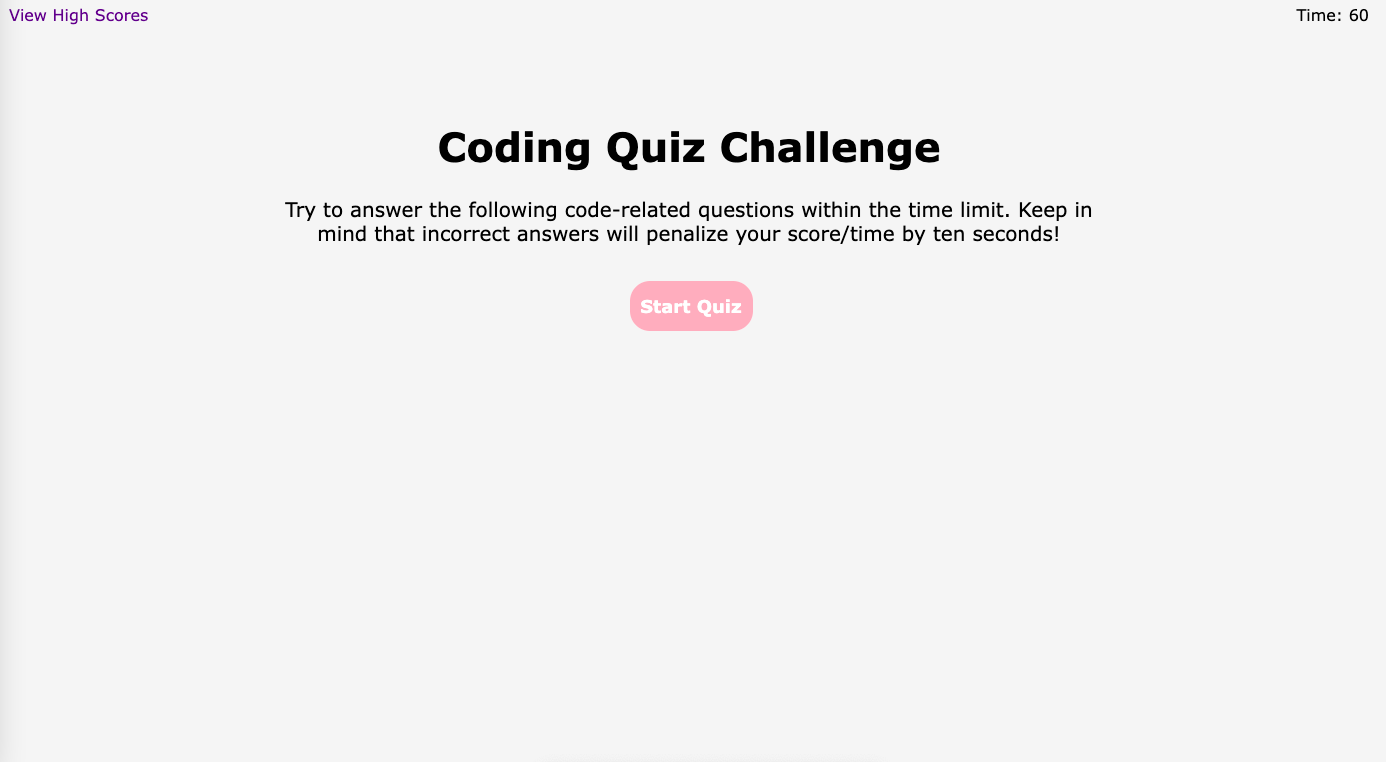 View High Scores
Time: 60
Coding Quiz Challenge
Try to answer the following code-related questions within the time limit. Keep in
mind that incorrect answers will penalize your score/time by ten seconds!
Start Quiz